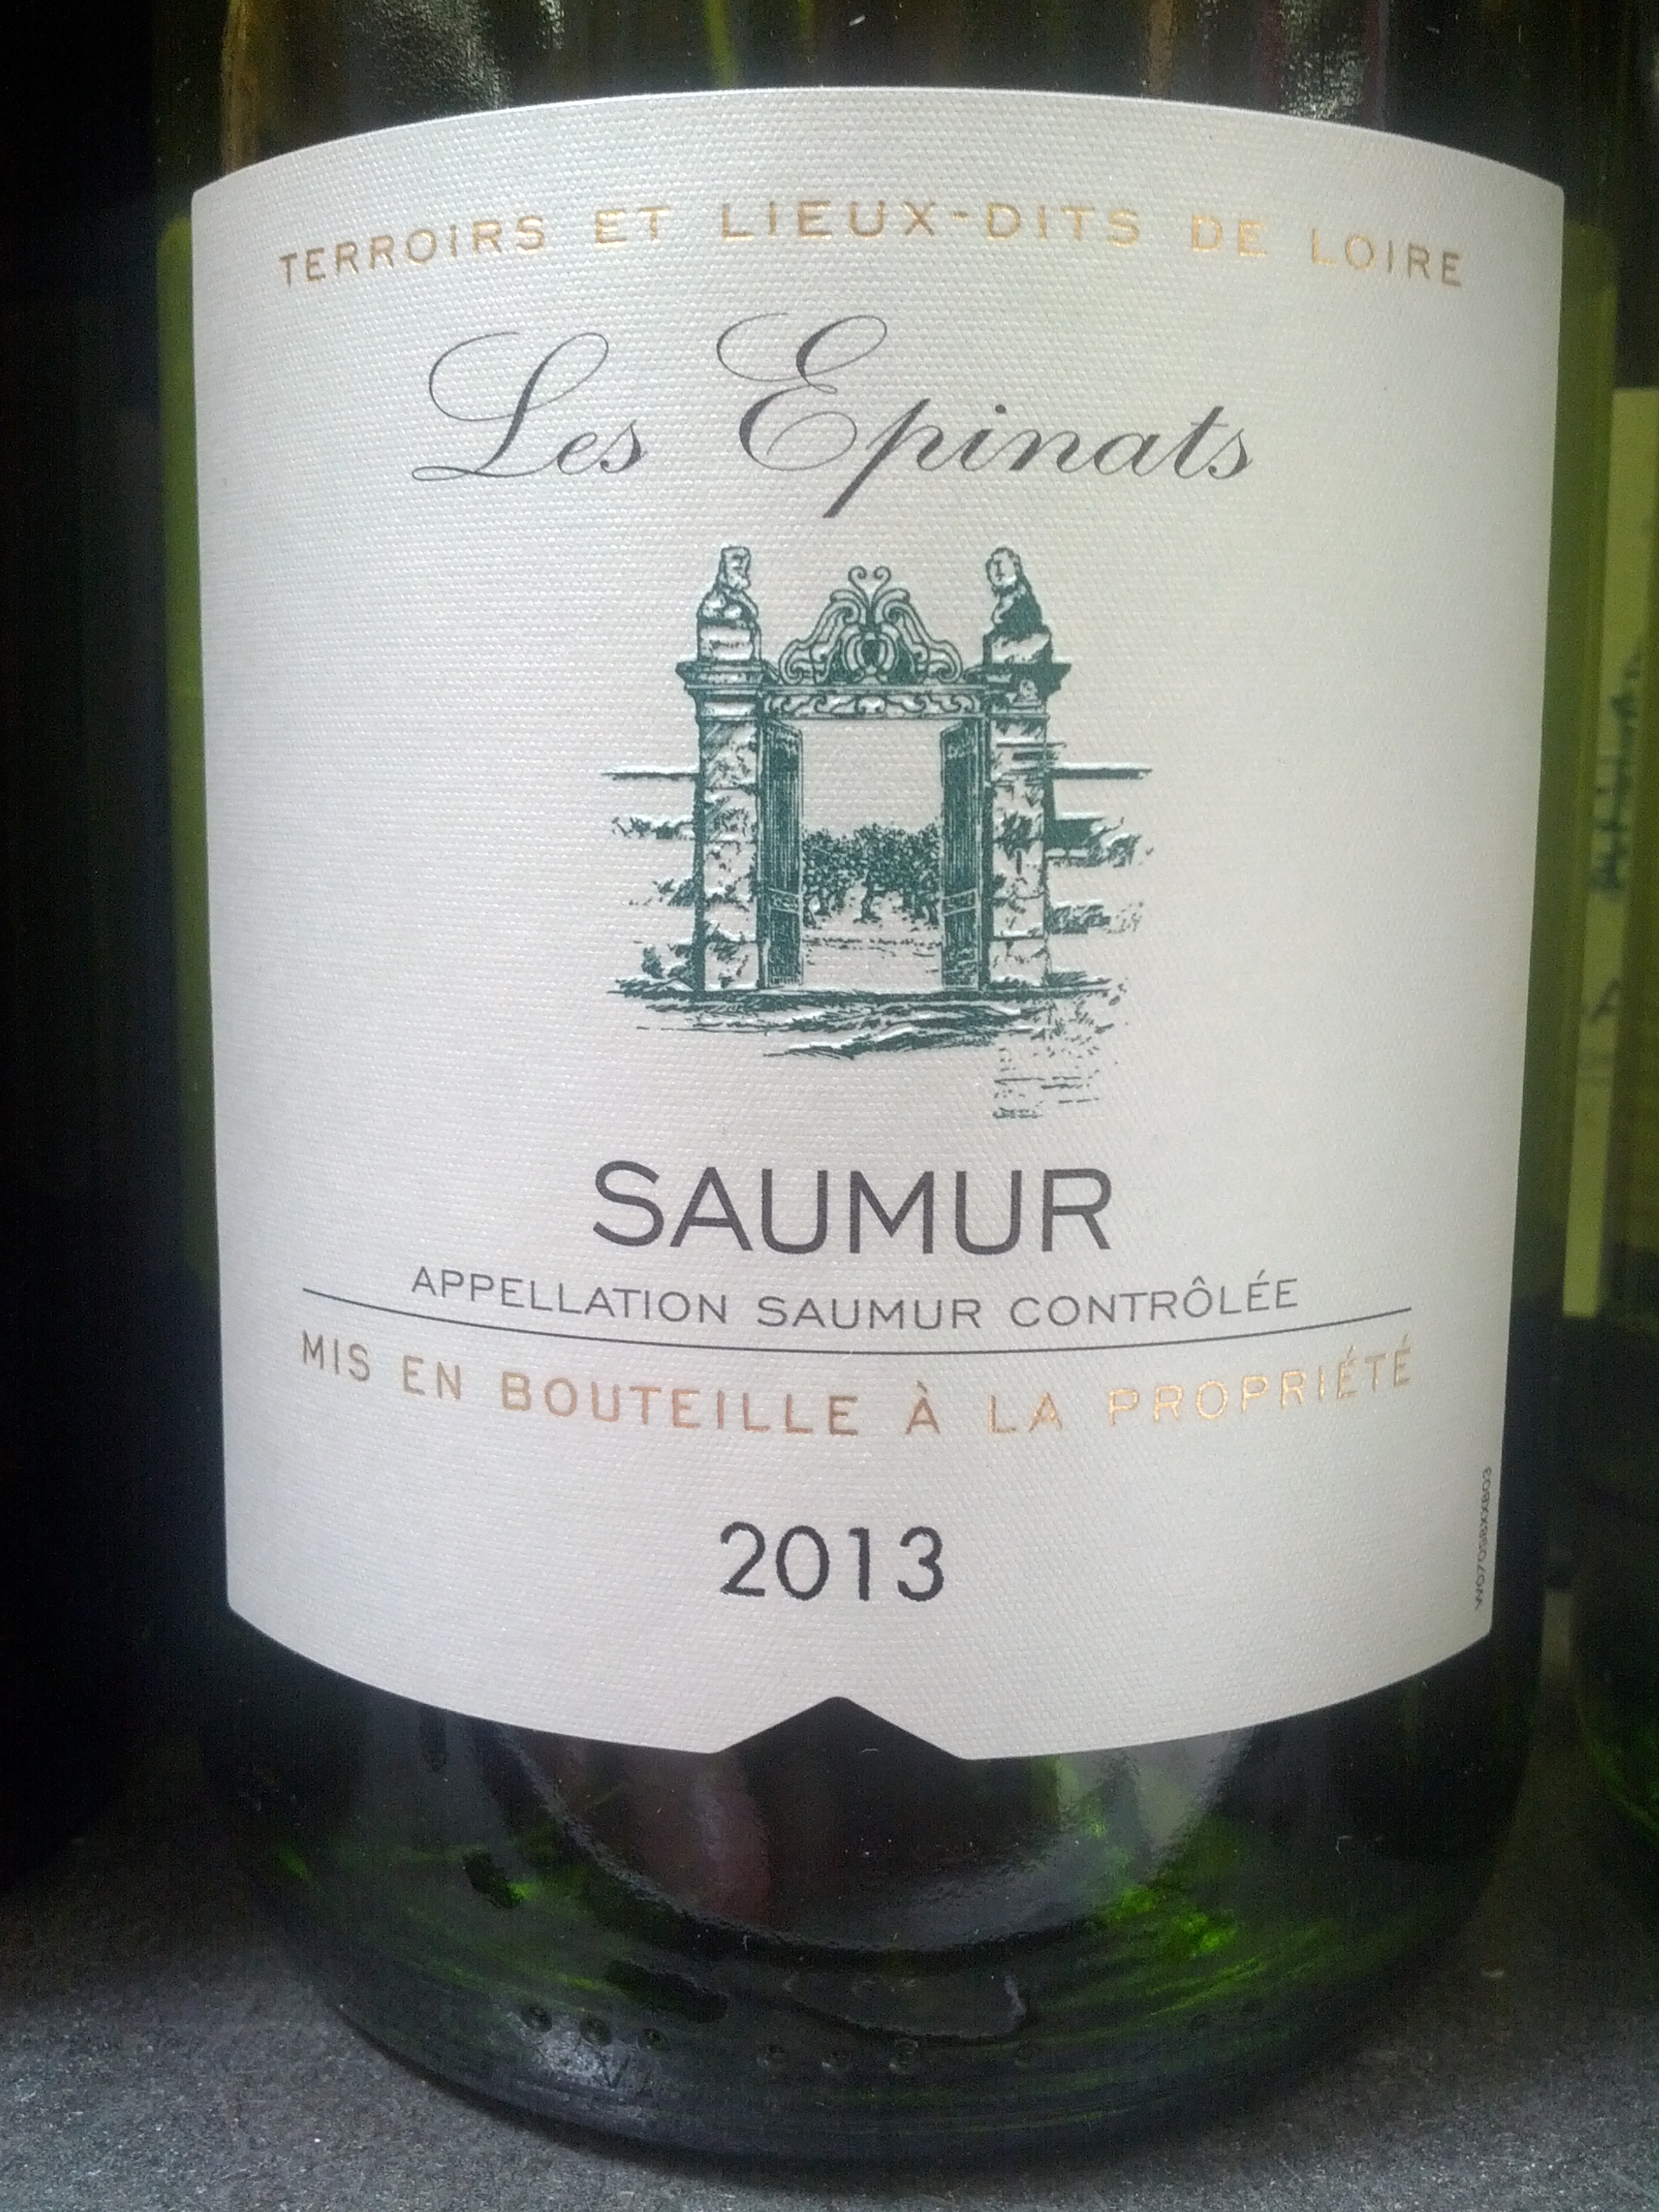 TERROIRS ET LIEUX-DITS DE LOIRE
Les Epinats
SAUMUR
APPELLATION SAUMUR CONTRÔLÉE
MIS EN BOUTEILLE À LA PROPRIÉTÉ
2013